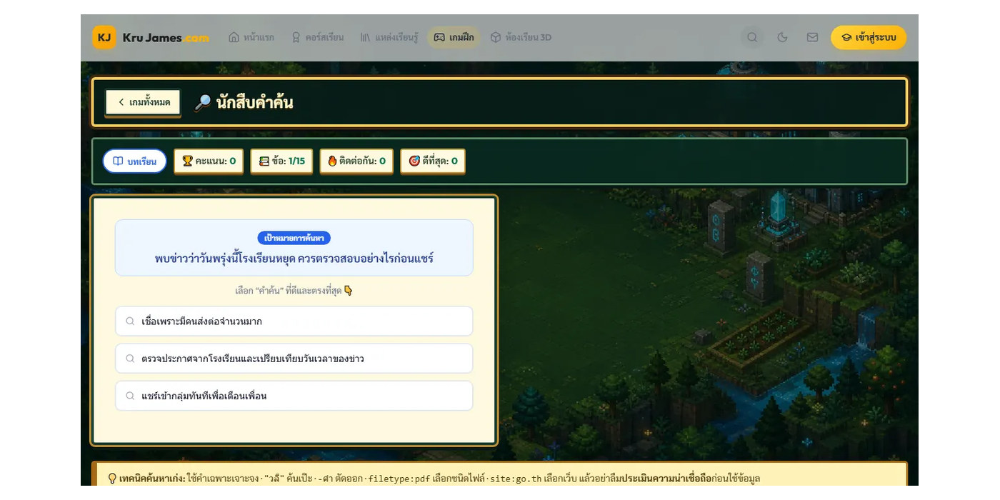 KJ Kru James.com หน้าแรก คอร์สเรียน แหล่งเรียนรู้ เกมฝึก ห้องเรียน 3D เข้าสู่ระบบ
เกมทั้งหมด นักสืบคำค้น
บทเรียน คะแนน: 0 ข้อ: 1/15 ติดต่อกัน: 0 ดีที่สุด: 0
เป้าหมายการค้นหา
พบข่าวว่าวันพรุ่งนี้โรงเรียนหยุด ควรตรวจสอบอย่างไรก่อนแชร์
เลือก “คำค้น” ที่ดีและตรงที่สุด
เชื่อเพราะมีคนส่งต่อจำนวนมาก
ตรวจประกาศจากโรงเรียนและเปรียบเทียบวันเวลาของข่าว
แชร์เข้ากลุ่มทันทีเพื่อเตือนเพื่อน
เทคนิคค้นหาเก่ง: ใช้คำเฉพาะเจาะจง · "วลี" ค้นเป๊ะ · -คำ ตัดออก · filetype:pdf เลือกชนิดไฟล์ · site:go.th เลือกเว็บ แล้วอย่าลืมประเมินความน่าเชื่อถือก่อนใช้ข้อมูล